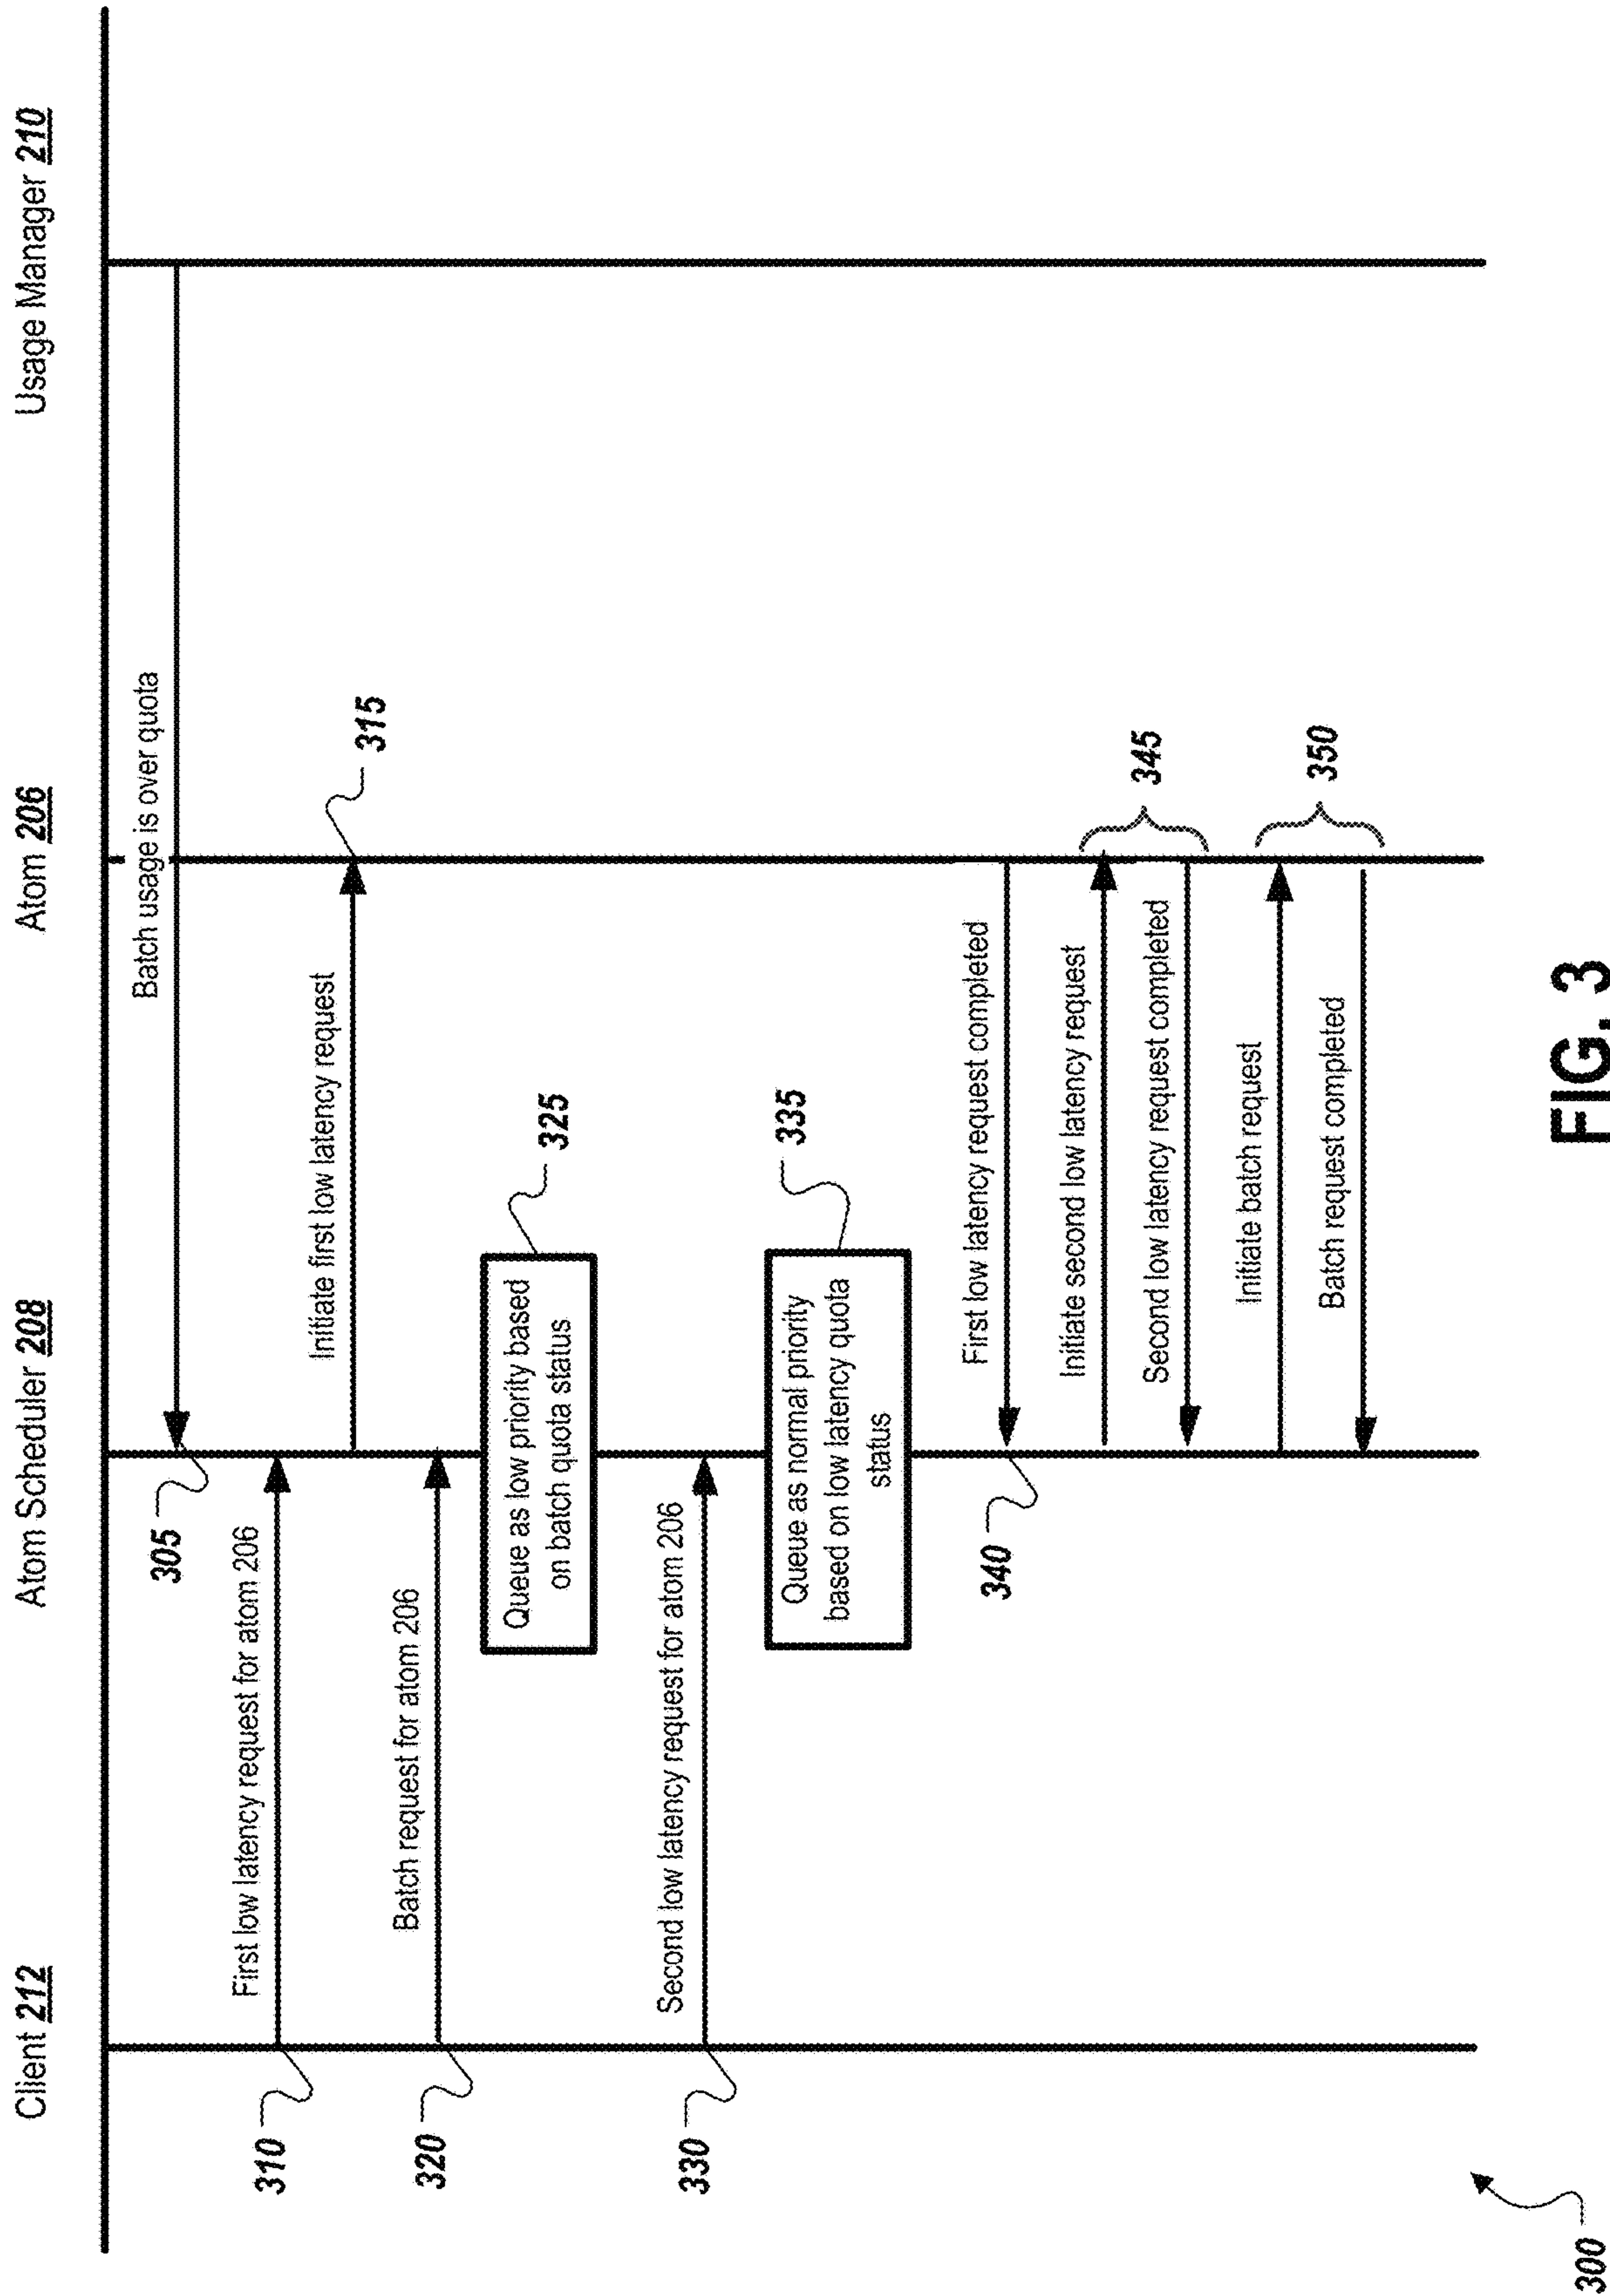 Client 212
Atom Scheduler 208
Atom 206
Usage Manager 210
Batch usage is over quota
305
First low latency request for atom 206
310
Initiate first low latency request
315
Batch request for atom 206
320
Queue as low priority based
on batch quota status
325
Second low latency request for atom 206
330
Queue as normal priority
based on low latency quota
status
335
First low latency request completed
340
Initiate second low latency request
345
Second low latency request completed
Initiate batch request
350
Batch request completed
300
FIG. 3